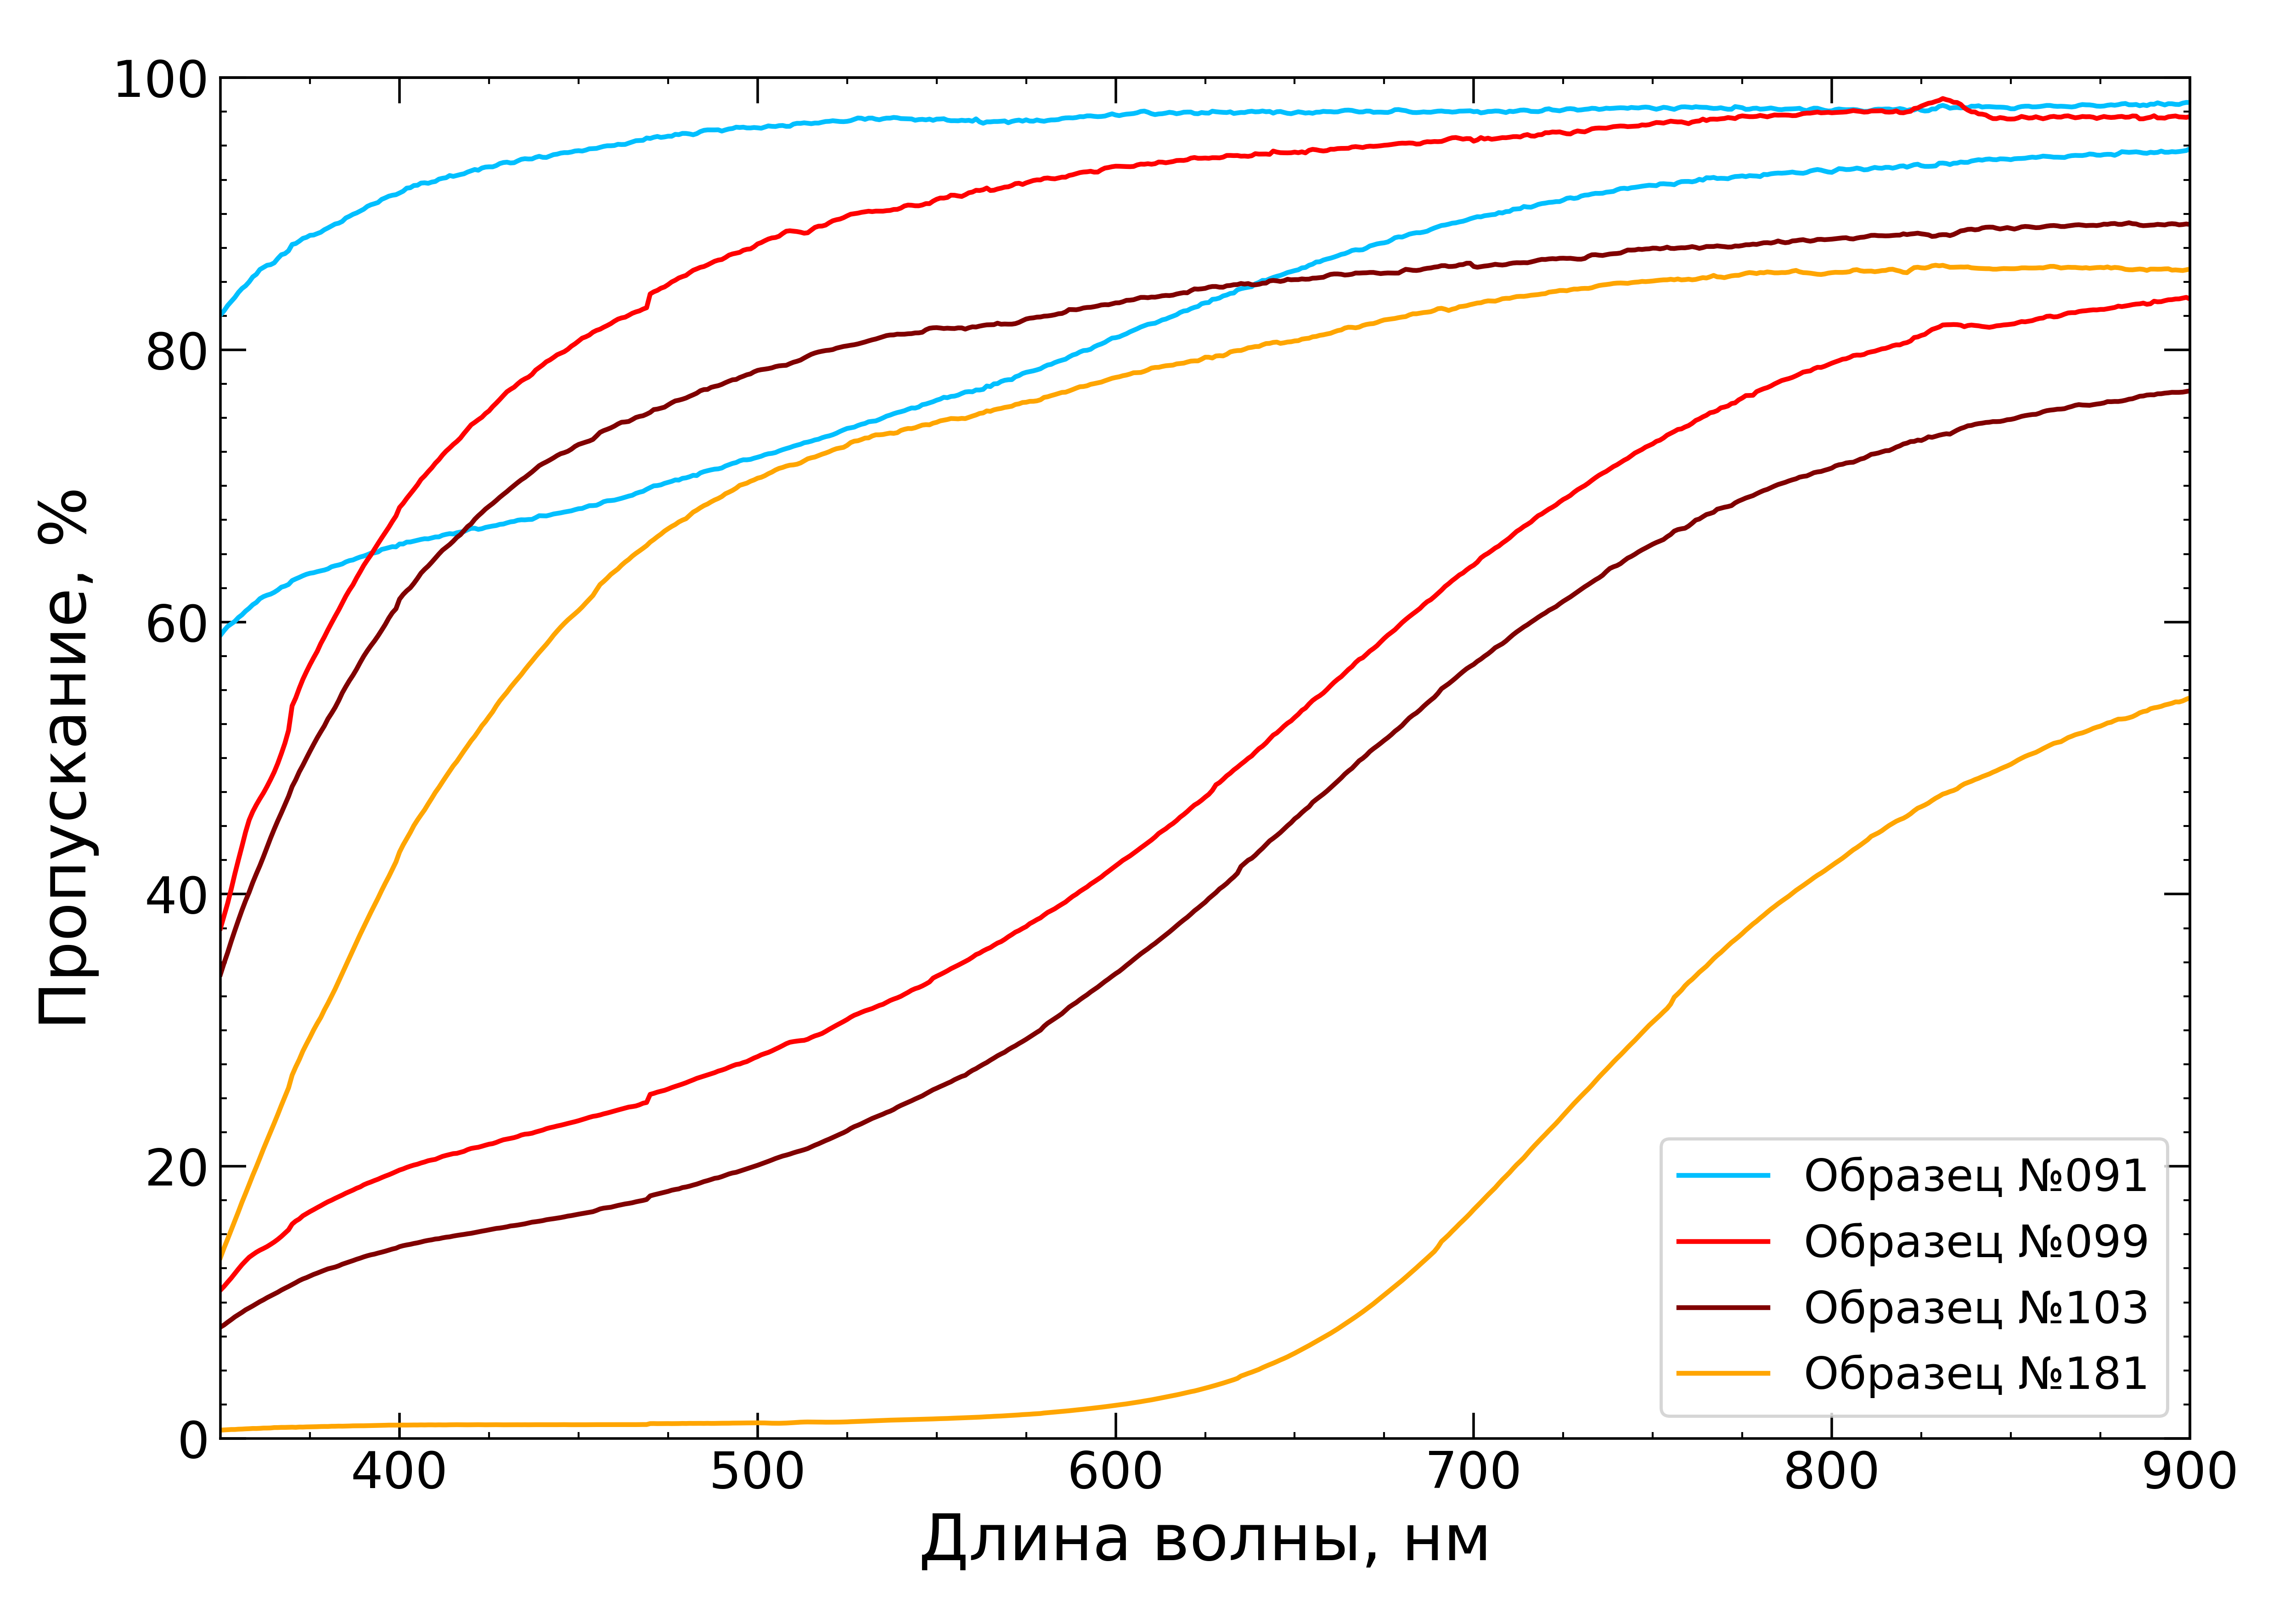 100
80
60
40
20
0
Пропускание, %
400 500 600 700 800 900
Длина волны, нм
Образец №091
Образец №099
Образец №103
Образец №181